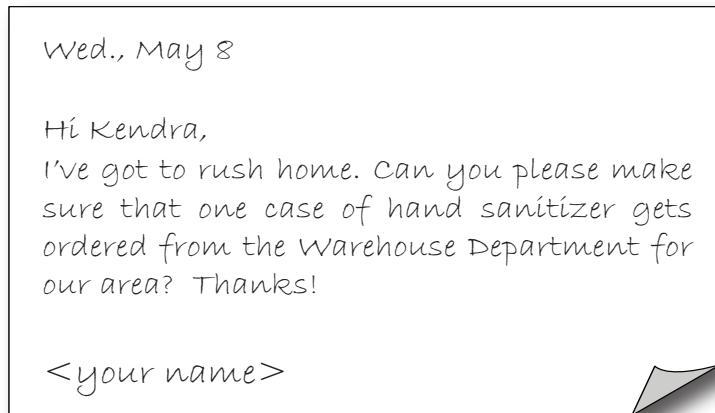 Wed., May 8
Hi Kendra,
I've got to rush home. Can you please make
sure that one case of hand sanitizer gets
ordered from the Warehouse Department for
our area?  Thanks!
<your name>